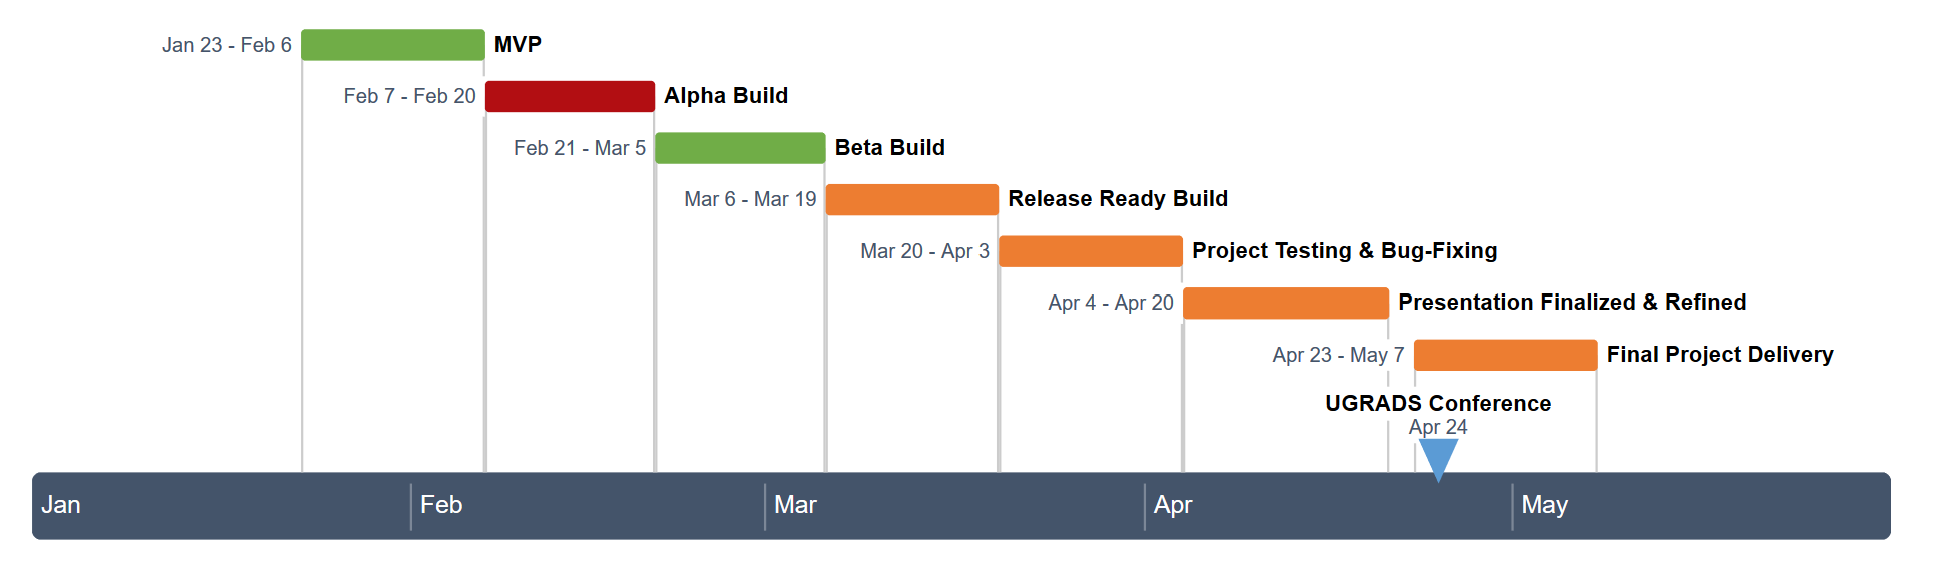 Jan 23 - Feb 6 MVP
Feb 7 - Feb 20 Alpha Build
Feb 21 - Mar 5 Beta Build
Mar 6 - Mar 19 Release Ready Build
Mar 20 - Apr 3 Project Testing & Bug-Fixing
Apr 4 - Apr 20 Presentation Finalized & Refined
Apr 23 - May 7 Final Project Delivery
UGRADS Conference
Apr 24
Jan Feb Mar Apr May